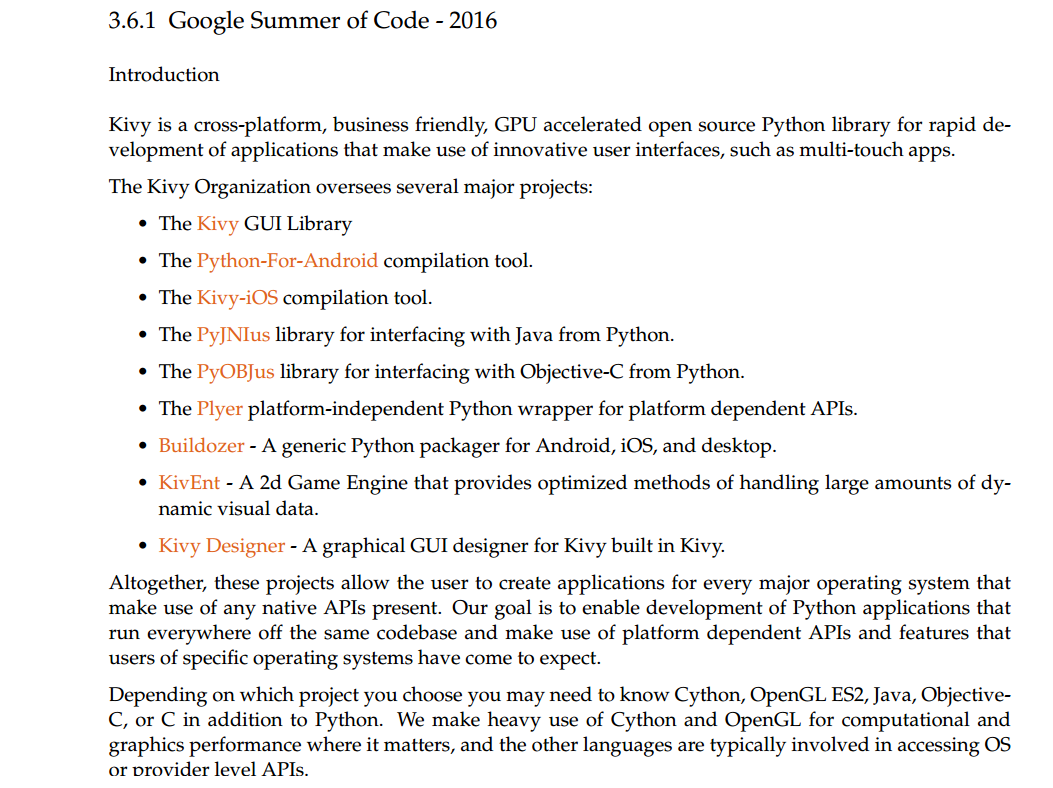 3.6.1 Google Summer of Code - 2016
Introduction
Kivy is a cross-platform, business friendly, GPU accelerated open source Python library for rapid de-
velopment of applications that make use of innovative user interfaces, such as multi-touch apps.
The Kivy Organization oversees several major projects:
• The Kivy GUI Library
• The Python-For-Android compilation tool.
• The Kivy-iOS compilation tool.
• The PyJNIus library for interfacing with Java from Python.
• The PyOBJus library for interfacing with Objective-C from Python.
• The Plyer platform-independent Python wrapper for platform dependent APIs.
• Buildozer - A generic Python packager for Android, iOS, and desktop.
• KivEnt - A 2d Game Engine that provides optimized methods of handling large amounts of dy-
namic visual data.
• Kivy Designer - A graphical GUI designer for Kivy built in Kivy.
Altogether, these projects allow the user to create applications for every major operating system that
make use of any native APIs present. Our goal is to enable development of Python applications that
run everywhere off the same codebase and make use of platform dependent APIs and features that
users of specific operating systems have come to expect.
Depending on which project you choose you may need to know Cython, OpenGL ES2, Java, Objective-
C, or C in addition to Python. We make heavy use of Cython and OpenGL for computational and
graphics performance where it matters, and the other languages are typically involved in accessing OS
or provider level APIs.